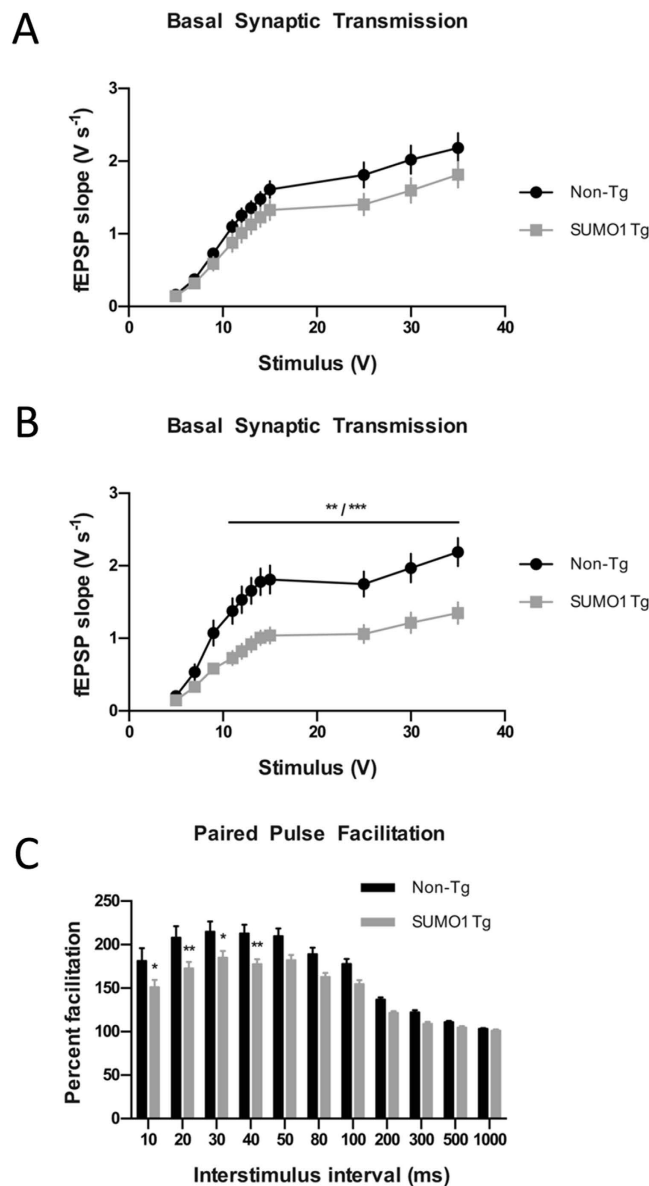 A
Basal Synaptic Transmission
fEPSP slope (V s⁻¹)
3
2
1
0
0 10 20 30 40
Stimulus (V)
Non-Tg
SUMO1 Tg
B
Basal Synaptic Transmission
** / ***
fEPSP slope (V s⁻¹)
3
2
1
0
0 10 20 30 40
Stimulus (V)
Non-Tg
SUMO1 Tg
C
Paired Pulse Facilitation
Non-Tg
SUMO1 Tg
Percent facilitation
250
200
150
100
50
0
* ** * **
10 20 30 40 50 80 100 200 300 500 1000
Interstimulus interval (ms)